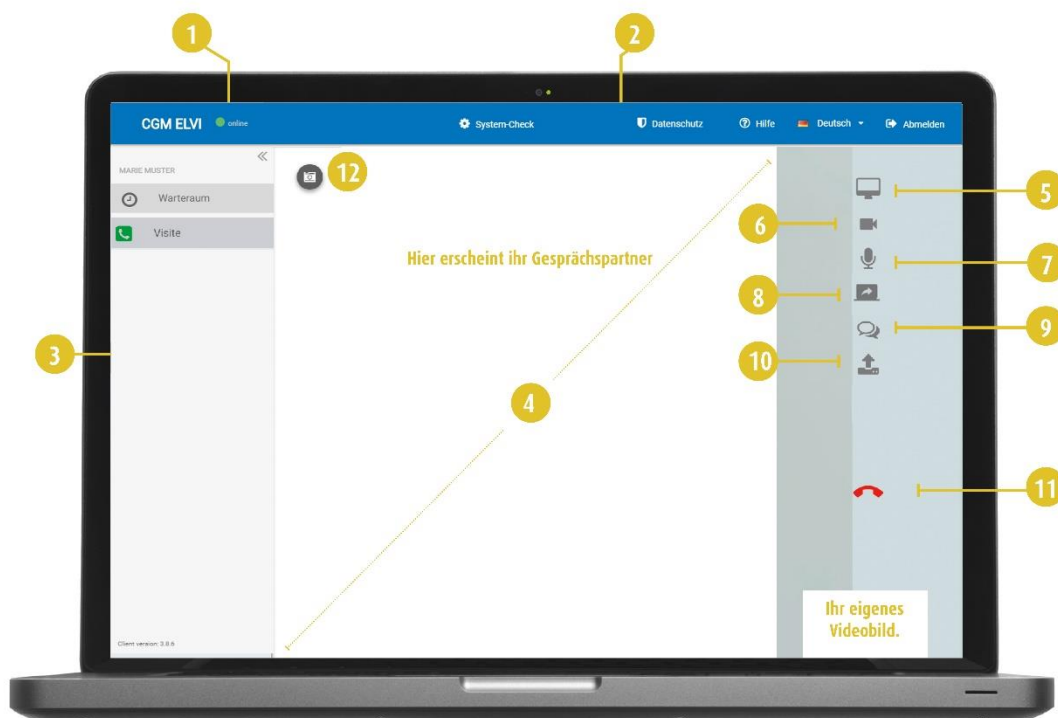 1
2
CGM ELVI online System-Check Datenschutz Hilfe Deutsch Abmelden
MARIE MUSTER
12
Warteraum
5
6
Visite
7
Hier erscheint ihr Gesprächspartner
8
9
3
10
4
11
Ihr eigenes
Videobild.
Client version: 3.8.6